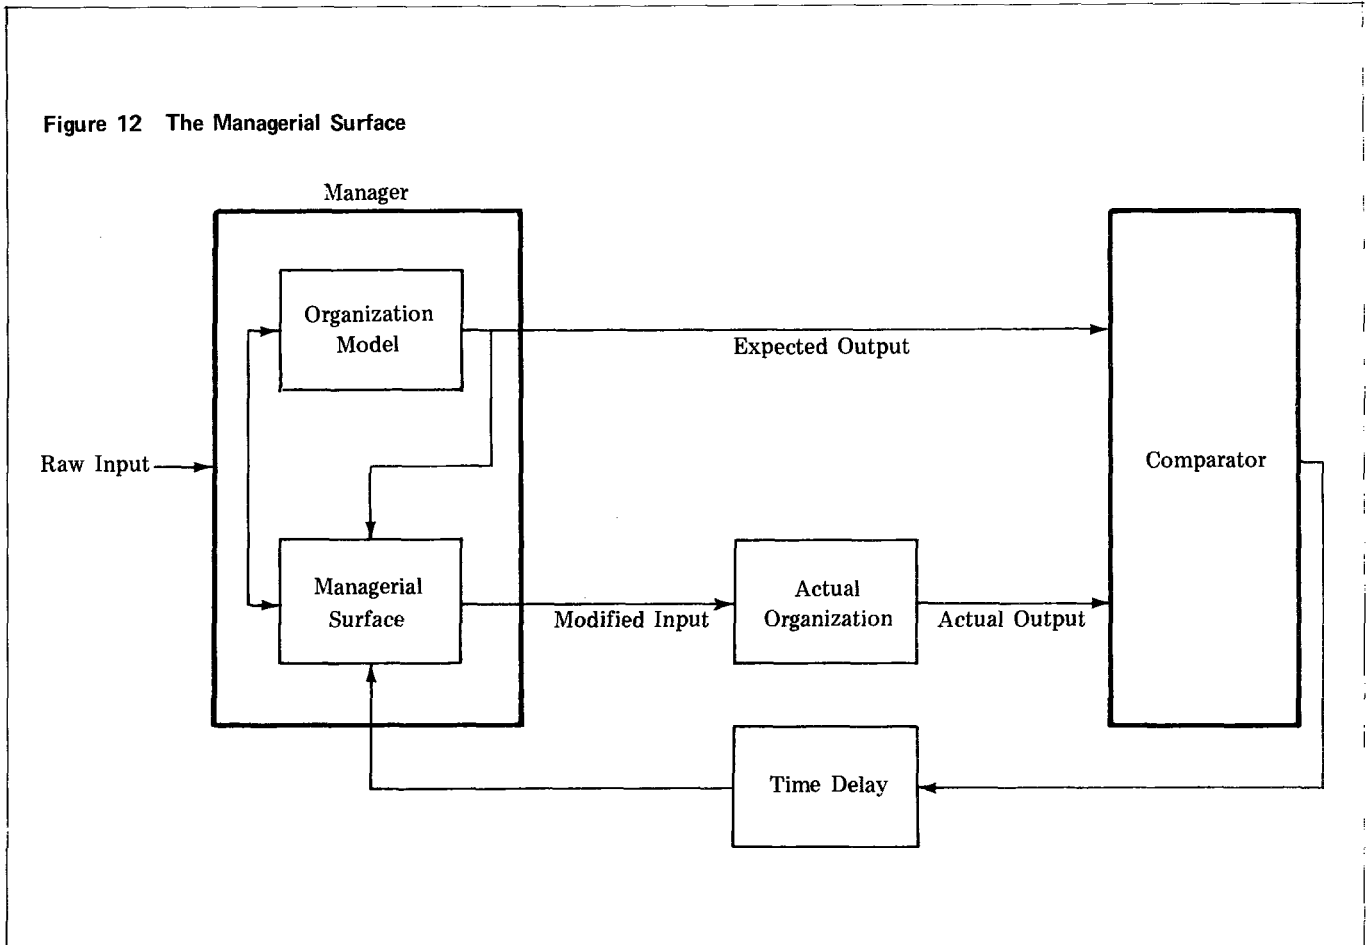 Figure 12 The Managerial Surface
Manager
Organization
Model
Expected Output
Raw Input
Comparator
Managerial
Surface
Modified Input
Actual
Organization
Actual Output
Time Delay